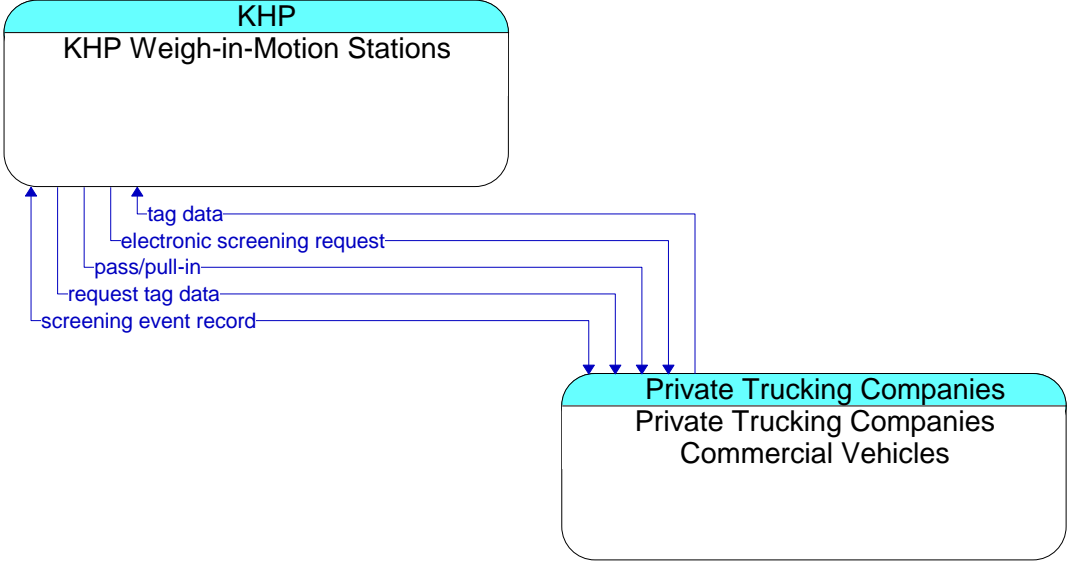 KHP
KHP Weigh-in-Motion Stations
tag data
electronic screening request
pass/pull-in
request tag data
screening event record
Private Trucking Companies
Private Trucking Companies
Commercial Vehicles